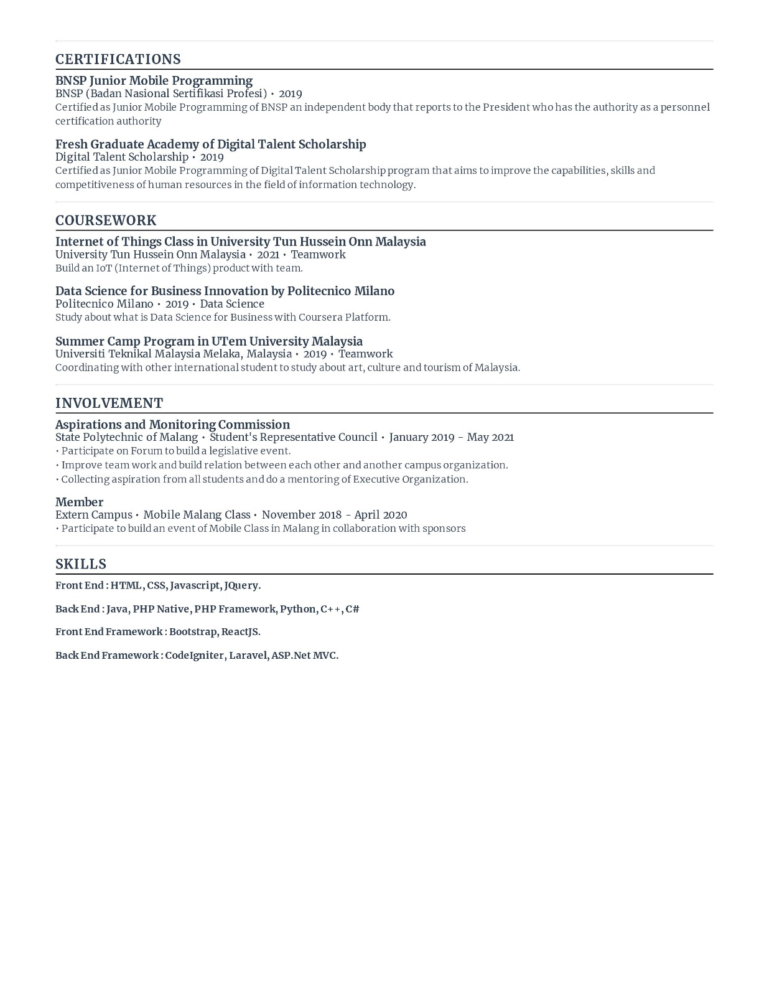 CERTIFICATIONS
BNSP Junior Mobile Programming
BNSP (Badan Nasional Sertifikasi Profesi) • 2019
Certified as Junior Mobile Programming of BNSP an independent body that reports to the President who has the authority as a personnel
certification authority
Fresh Graduate Academy of Digital Talent Scholarship
Digital Talent Scholarship • 2019
Certified as Junior Mobile Programming of Digital Talent Scholarship program that aims to improve the capabilities, skills and
competitiveness of human resources in the field of information technology.
COURSEWORK
Internet of Things Class in University Tun Hussein Onn Malaysia
University Tun Hussein Onn Malaysia • 2021 • Teamwork
Build an IoT (Internet of Things) product with team.
Data Science for Business Innovation by Politecnico Milano
Politecnico Milano • 2019 • Data Science
Study about what is Data Science for Business with Coursera Platform.
Summer Camp Program in UTem University Malaysia
Universiti Teknikal Malaysia Melaka, Malaysia • 2019 • Teamwork
Coordinating with other international student to study about art, culture and tourism of Malaysia.
INVOLVEMENT
Aspirations and Monitoring Commission
State Polytechnic of Malang • Student's Representative Council • January 2019 - May 2021
• Participate on Forum to build a legislative event.
• Improve team work and build relation between each other and another campus organization.
• Collecting aspiration from all students and do a mentoring of Executive Organization.
Member
Extern Campus • Mobile Malang Class • November 2018 - April 2020
• Participate to build an event of Mobile Class in Malang in collaboration with sponsors
SKILLS
Front End : HTML, CSS, Javascript, JQuery.
Back End : Java, PHP Native, PHP Framework, Python, C++, C#
Front End Framework : Bootstrap, ReactJS.
Back End Framework : CodeIgniter, Laravel, ASP.Net MVC.